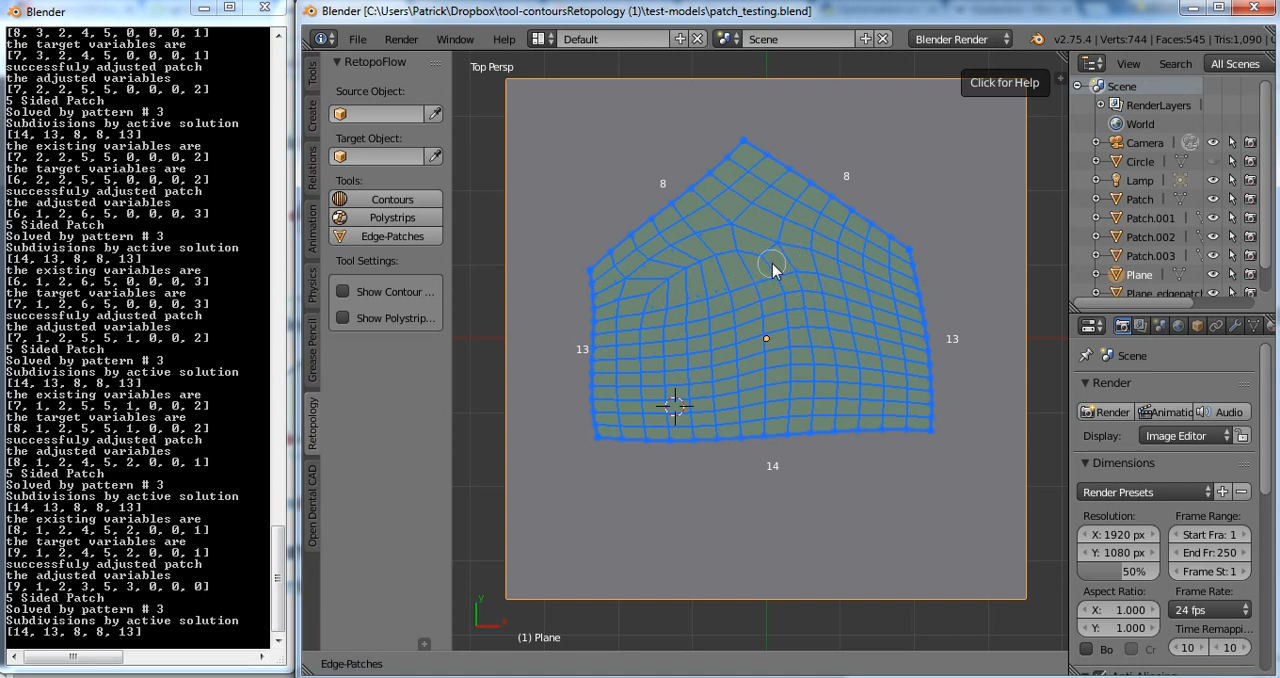 Blender
[8, 3, 2, 4, 5, 0, 0, 0, 1]
the target variables are
[7, 3, 2, 4, 5, 0, 0, 0, 1]
successfuly adjusted patch
the adjusted variables
[7, 2, 2, 5, 5, 0, 0, 0, 2]
5 Sided Patch
Solved by pattern # 3
Subdivisions by active solution
[14, 13, 8, 8, 13]
the existing variables are
[7, 2, 2, 5, 5, 0, 0, 0, 2]
the target variables are
[6, 2, 2, 5, 5, 0, 0, 0, 2]
successfuly adjusted patch
the adjusted variables
[6, 1, 2, 6, 5, 0, 0, 0, 3]
5 Sided Patch
Solved by pattern # 3
Subdivisions by active solution
[14, 13, 8, 8, 13]
the existing variables are
[6, 1, 2, 6, 5, 0, 0, 0, 3]
the target variables are
[7, 1, 2, 6, 5, 0, 0, 0, 3]
successfuly adjusted patch
the adjusted variables
[7, 1, 2, 5, 5, 1, 0, 0, 2]
5 Sided Patch
Solved by pattern # 3
Subdivisions by active solution
[14, 13, 8, 8, 13]
the existing variables are
[7, 1, 2, 5, 5, 1, 0, 0, 2]
the target variables are
[8, 1, 2, 5, 5, 1, 0, 0, 2]
successfuly adjusted patch
the adjusted variables
[8, 1, 2, 4, 5, 2, 0, 0, 1]
5 Sided Patch
Solved by pattern # 3
Subdivisions by active solution
[14, 13, 8, 8, 13]
the existing variables are
[8, 1, 2, 4, 5, 2, 0, 0, 1]
the target variables are
[9, 1, 2, 4, 5, 2, 0, 0, 1]
successfuly adjusted patch
the adjusted variables
[9, 1, 2, 3, 5, 3, 0, 0, 0]
5 Sided Patch
Solved by pattern # 3
Subdivisions by active solution
[14, 13, 8, 8, 13]
Blender [C:\Users\Patrick\Dropbox\tool-contoursRetopology (1)\test-models\patch_testing.blend]
File Render Window Help Default Scene Blender Render v2.75.4 | Verts:744 | Faces:545 | Tris:1,090
Tools
Create
Relations
Animation
Physics
Grease Pencil
Retopology
Open Dental CAD
RetopoFlow
Source Object:
Target Object:
Tools:
Contours
Polystrips
Edge-Patches
Tool Settings:
Show Contour ...
Show Polystrip...
Edge-Patches
Top Persp
Click for Help
8
8
13
13
14
y
x
(1) Plane
View Search All Scenes
Scene
RenderLayers
World
Camera
Circle
Lamp
Patch
Patch.001
Patch.002
Patch.003
Plane
Plane_edgepatch
Scene
Render
Render Animatic Audio
Display: Image Editor
Dimensions
Render Presets
Resolution: Frame Range:
X: 1920 px Start Fra: 1
Y: 1080 px End Fr: 250
50% Frame St: 1
Aspect Ratio: Frame Rate:
X: 1.000 24 fps
Y: 1.000 Time Remappi...
Bo Cr 10 10
Anti-Aliasing